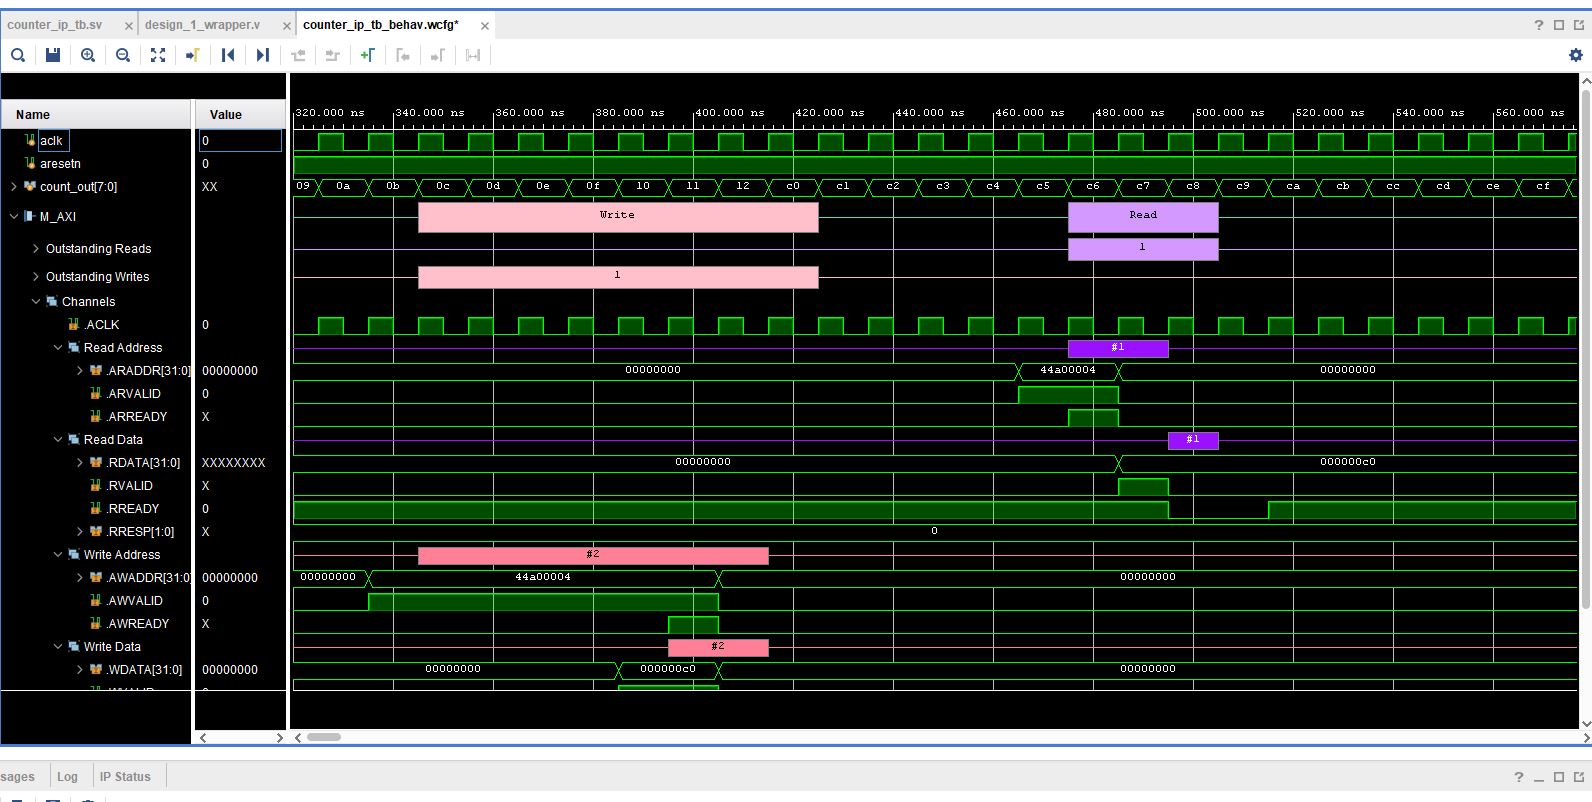 counter_ip_tb.sv × design_1_wrapper.v × counter_ip_tb_behav.wcfg* ×
Name Value
320.000 ns 340.000 ns 360.000 ns 380.000 ns 400.000 ns 420.000 ns 440.000 ns 460.000 ns 480.000 ns 500.000 ns 520.000 ns 540.000 ns 560.000 ns
aclk 0
aresetn 0
count_out[7:0] XX 09 0a 0b 0c 0d 0e 0f 10 11 12 c0 c1 c2 c3 c4 c5 c6 c7 c8 c9 ca cb cc cd ce cf
M_AXI Write Read
Outstanding Reads 1
Outstanding Writes 1
Channels
.ACLK 0
Read Address #1
.ARADDR[31:0] 00000000 00000000 44a00004 00000000
.ARVALID 0
.ARREADY X
Read Data #1
.RDATA[31:0] XXXXXXXX 00000000 000000c0
.RVALID X
.RREADY 0
.RRESP[1:0] X 0
Write Address #2
.AWADDR[31:0] 00000000 00000000 44a00004 00000000
.AWVALID 0
.AWREADY X
Write Data #2
.WDATA[31:0] 00000000 00000000 000000c0 00000000
sages Log IP Status